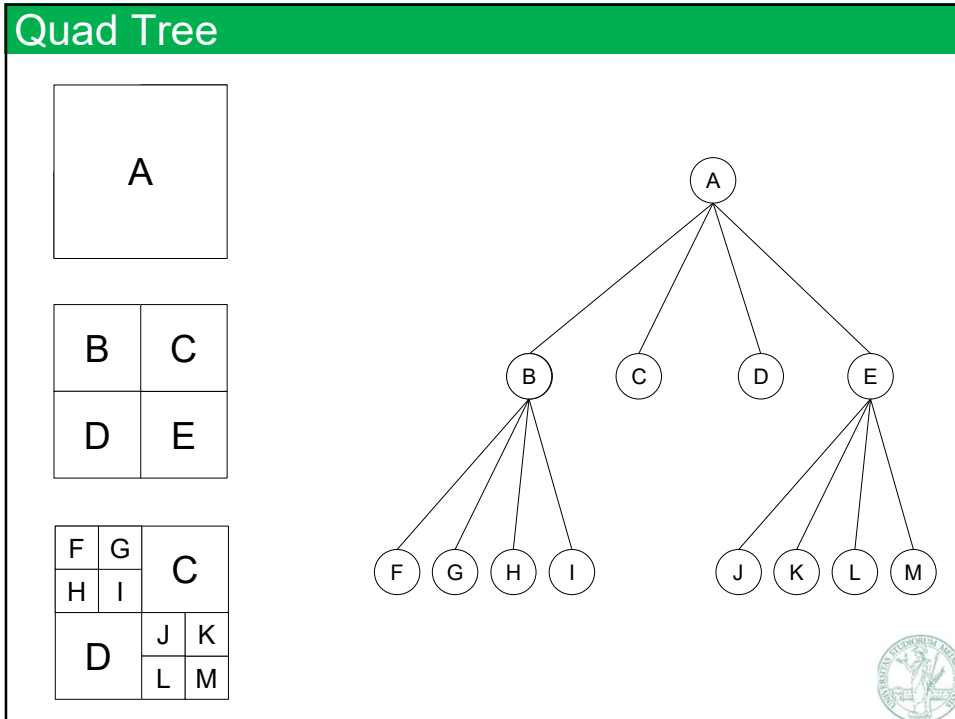 Quad Tree
A
B C
D E
F G
C
H I
D
J K
L M
A
B C D E
F G H I J K L M